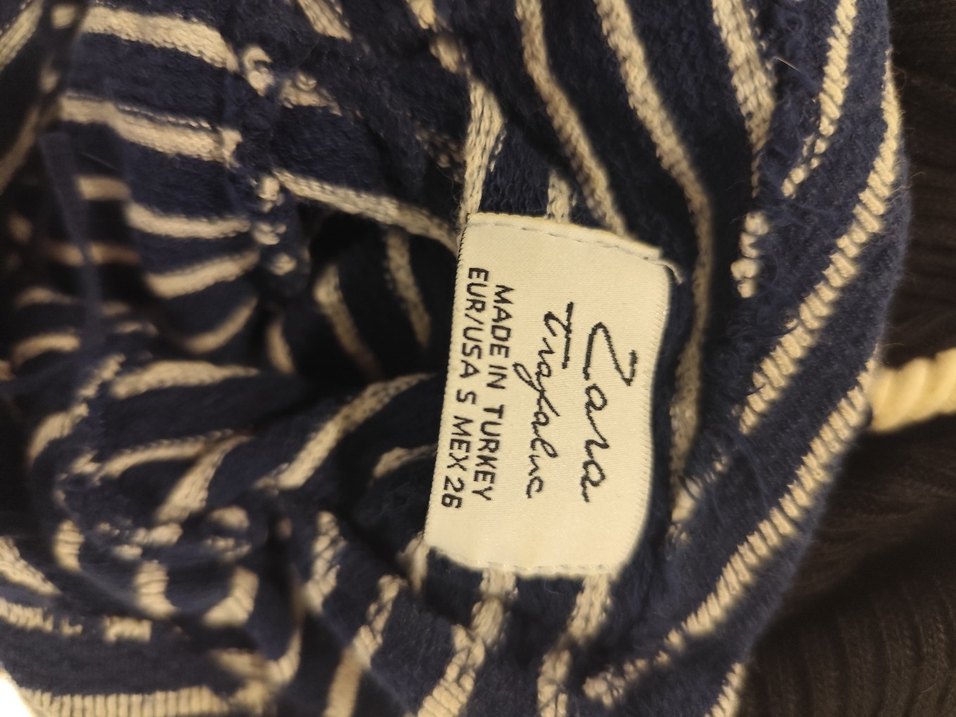 Zara
Trafaluc
MADE IN TURKEY
EUR/USA S MEX 26